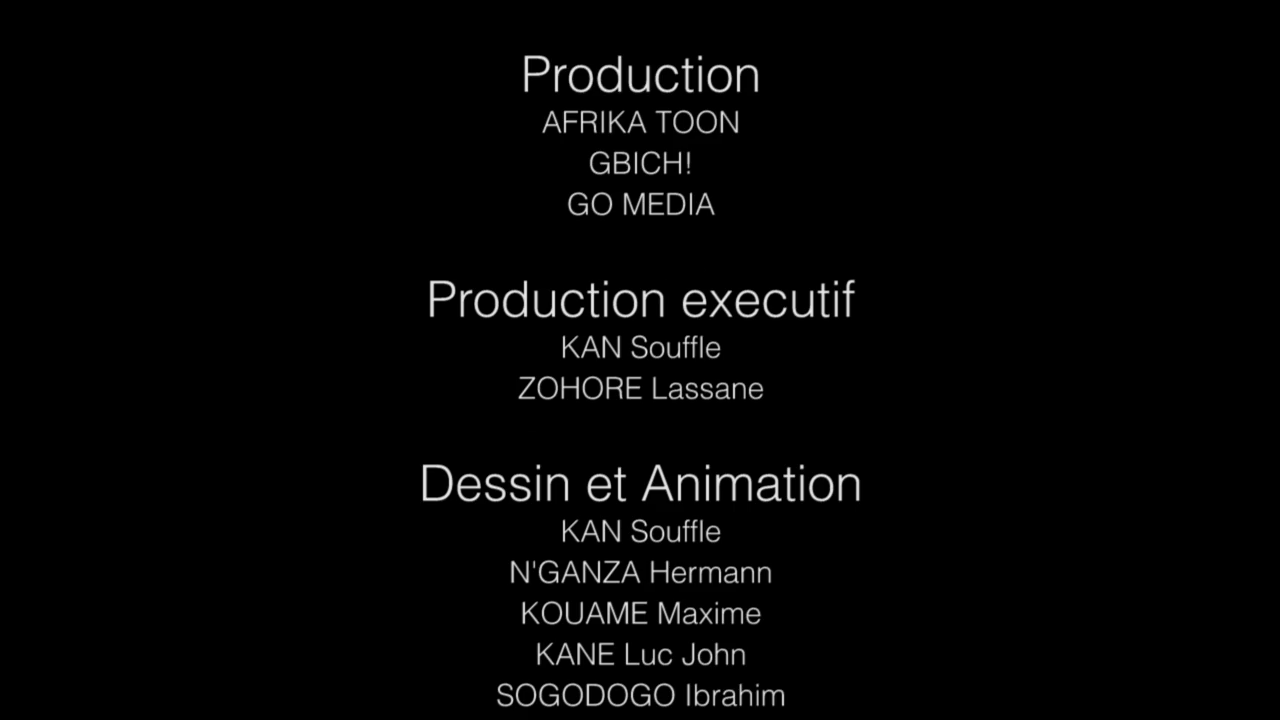 Production
AFRIKA TOON
GBICH!
GO MEDIA
Production executif
KAN Souffle
ZOHORE Lassane
Dessin et Animation
KAN Souffle
N'GANZA Hermann
KOUAME Maxime
KANE Luc John
SOGODOGO Ibrahim